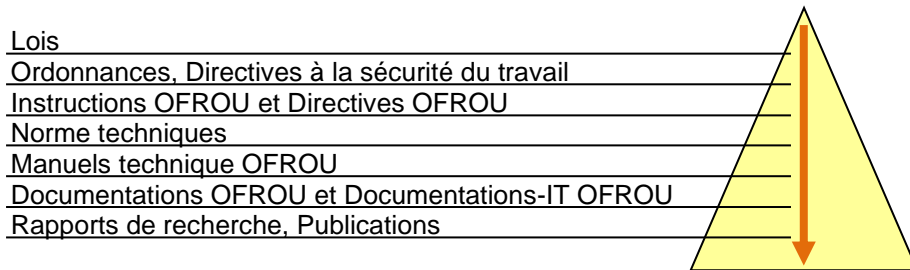 Lois
Ordonnances, Directives à la sécurité du travail
Instructions OFROU et Directives OFROU
Norme techniques
Manuels technique OFROU
Documentations OFROU et Documentations-IT OFROU
Rapports de recherche, Publications